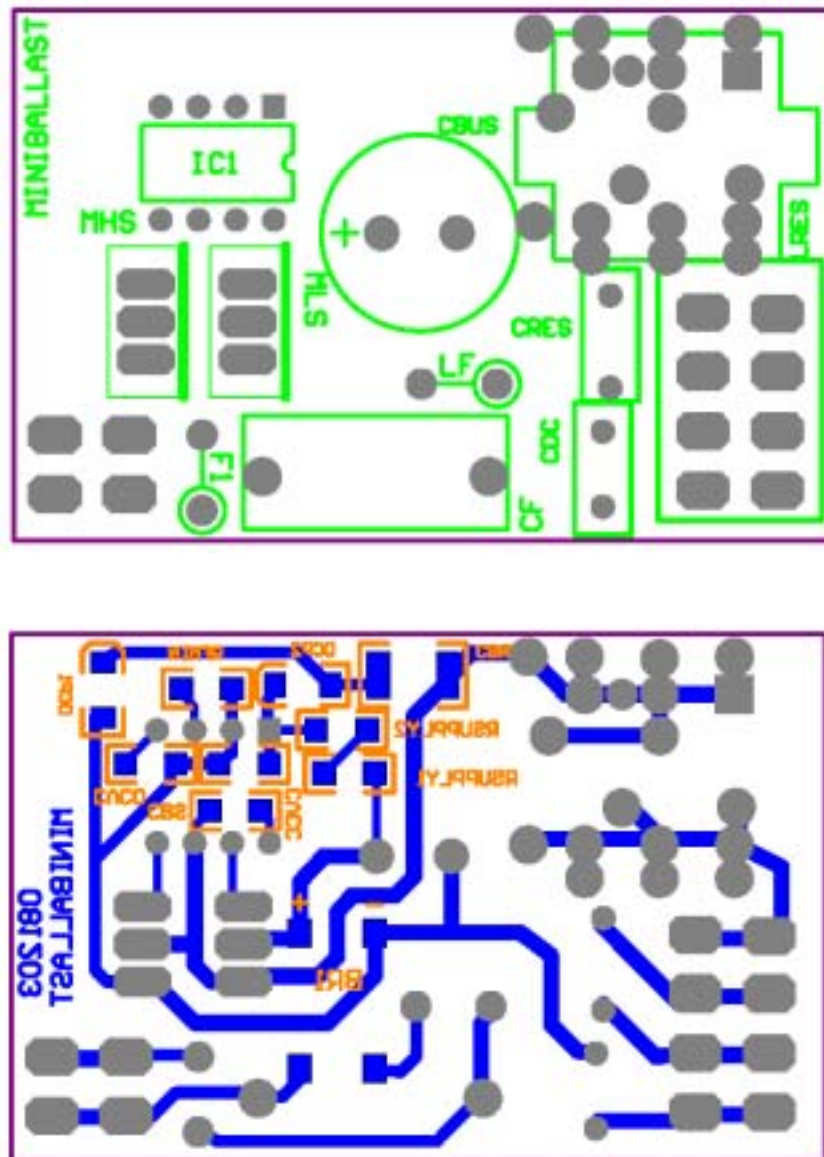 MINIBALLAST
IC1
MHS
MLS
CBUS
LRES
CRES
LF
F1
CF
CDC
RSUPPLY2
RSUPPLY1
BR1
+
-
MINIBALLAST
081203